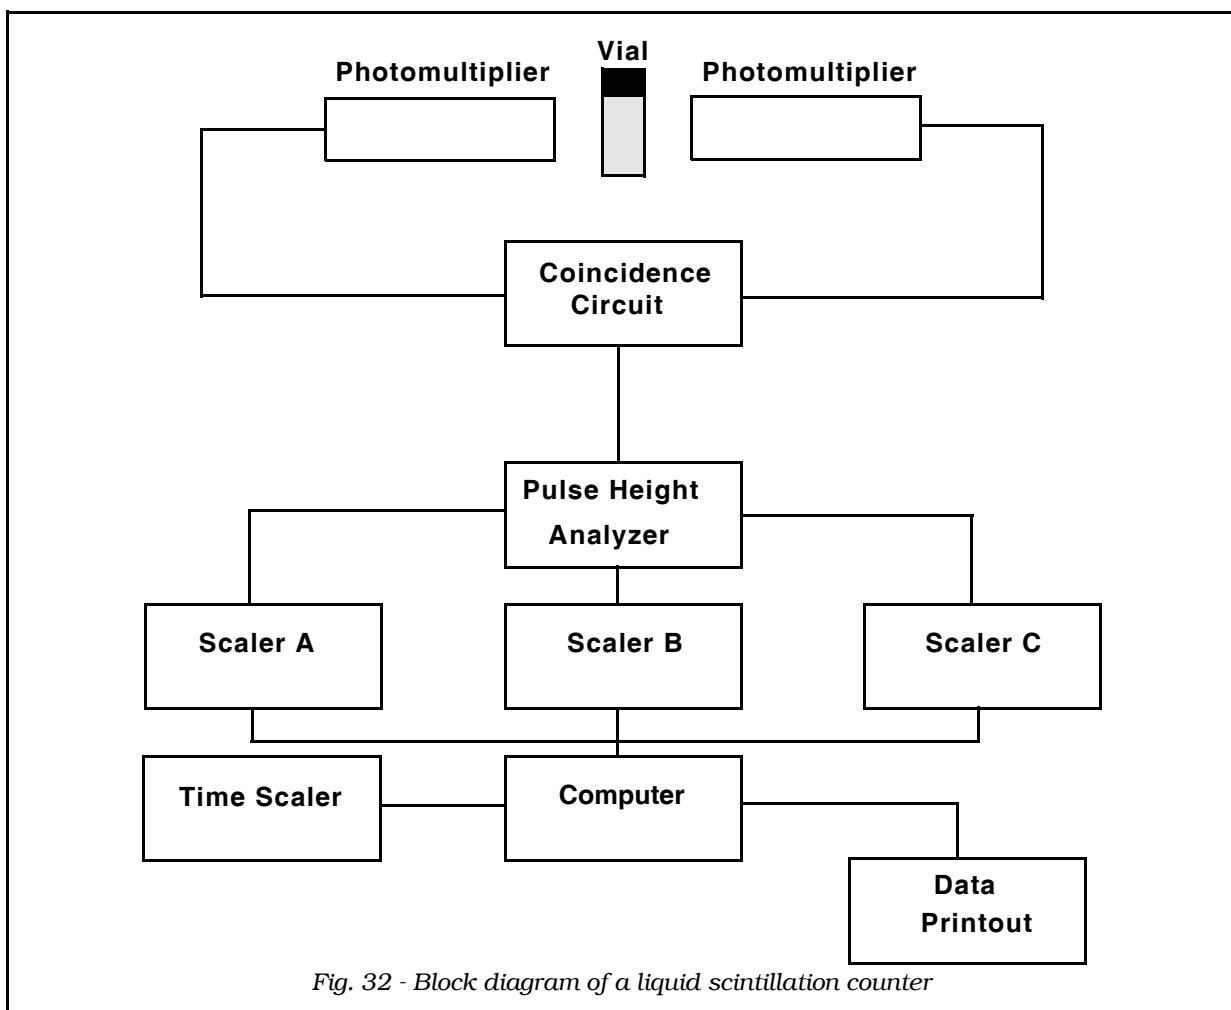 Vial
Photomultiplier
Photomultiplier
Coincidence
Circuit
Pulse Height
Analyzer
Scaler A
Scaler B
Scaler C
Time Scaler
Computer
Data
Printout
Fig. 32 - Block diagram of a liquid scintillation counter